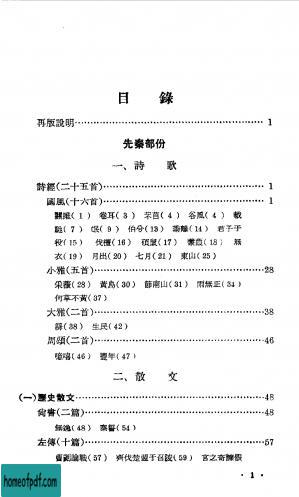 目錄
再版說明 1
先秦部份
一、詩歌
詩經(二十五首) 1
國風(十六首) 1
關雎(1) 卷耳(3) 芣苢(4) 谷風(4) 載
馳(7) 氓(9) 伯兮(13) 黍離(14) 君子于
役(15) 伐檀(16) 碩鼠(17) 蒹葭(18) 無
衣(19) 月出(20) 七月(21) 東山(25)
小雅(五首) 28
采薇(28) 黃鳥(30) 節南山(31) 雨無正(34)
何草不黃(37)
大雅(二首) 38
緜(38) 生民(42)
周頌(二首) 46
噫嘻(46) 豐年(47)
二、散文
(一)歷史散文 48
尚書(二篇) 48
無逸(48) 秦誓(54)
左傳(十篇) 57
曹劌論戰(57) 齊伐楚盟于召陵(59) 宮之奇諫假
· 1 ·
homeofpdf.com